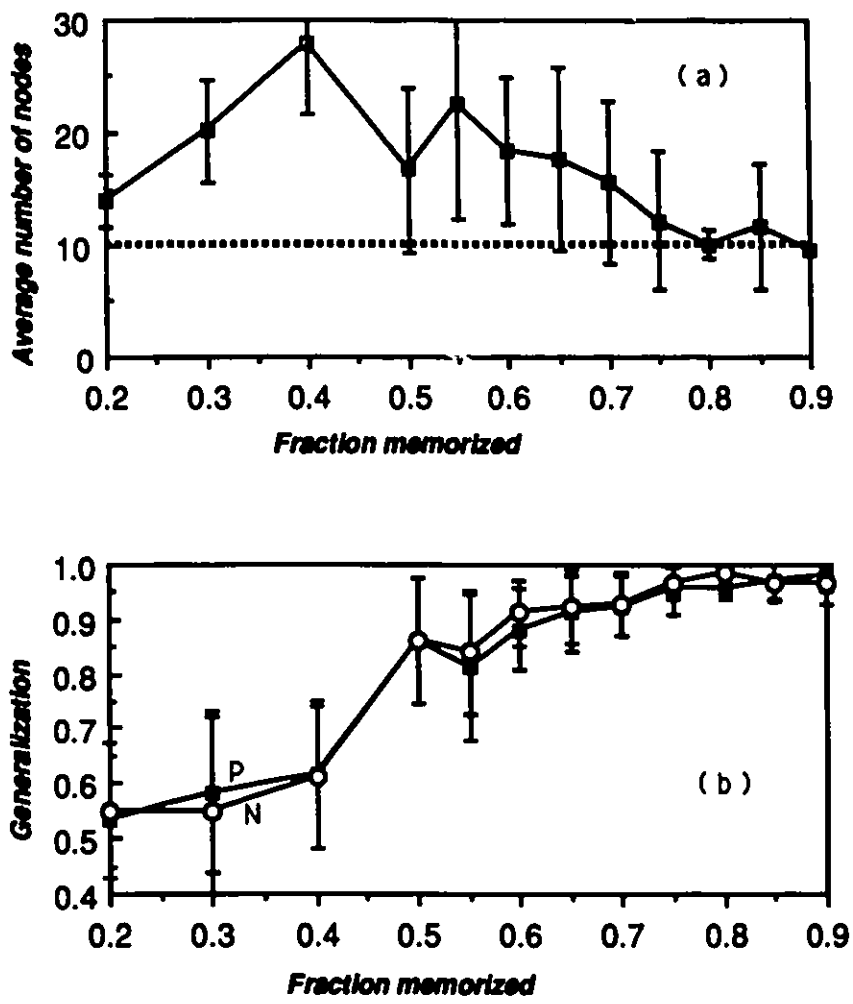 30
20
10
0
Average number of nodes
(a)
0.2 0.3 0.4 0.5 0.6 0.7 0.8 0.9
Fraction memorized
1.0
0.9
0.8
0.7
0.6
0.5
0.4
Generalization
P
N
(b)
0.2 0.3 0.4 0.5 0.6 0.7 0.8 0.9
Fraction memorized